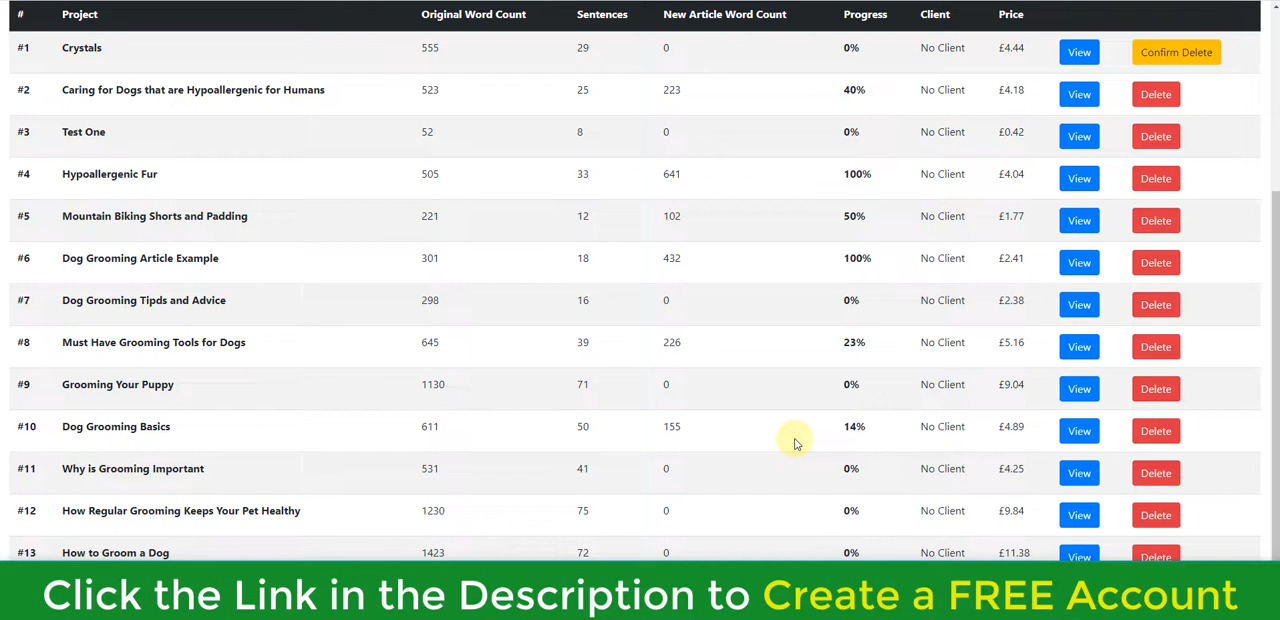 # Project Original Word Count Sentences New Article Word Count Progress Client Price
#1 Crystals 555 29 0 0% No Client £4.44 View Confirm Delete
#2 Caring for Dogs that are Hypoallergenic for Humans 523 25 223 40% No Client £4.18 View Delete
#3 Test One 52 8 0 0% No Client £0.42 View Delete
#4 Hypoallergenic Fur 505 33 641 100% No Client £4.04 View Delete
#5 Mountain Biking Shorts and Padding 221 12 102 50% No Client £1.77 View Delete
#6 Dog Grooming Article Example 301 18 432 100% No Client £2.41 View Delete
#7 Dog Grooming Tipds and Advice 298 16 0 0% No Client £2.38 View Delete
#8 Must Have Grooming Tools for Dogs 645 39 226 23% No Client £5.16 View Delete
#9 Grooming Your Puppy 1130 71 0 0% No Client £9.04 View Delete
#10 Dog Grooming Basics 611 50 155 14% No Client £4.89 View Delete
#11 Why is Grooming Important 531 41 0 0% No Client £4.25 View Delete
#12 How Regular Grooming Keeps Your Pet Healthy 1230 75 0 0% No Client £9.84 View Delete
#13 How to Groom a Dog 1423 72 0 0% No Client £11.38 View Delete
Click the Link in the Description to Create a FREE Account